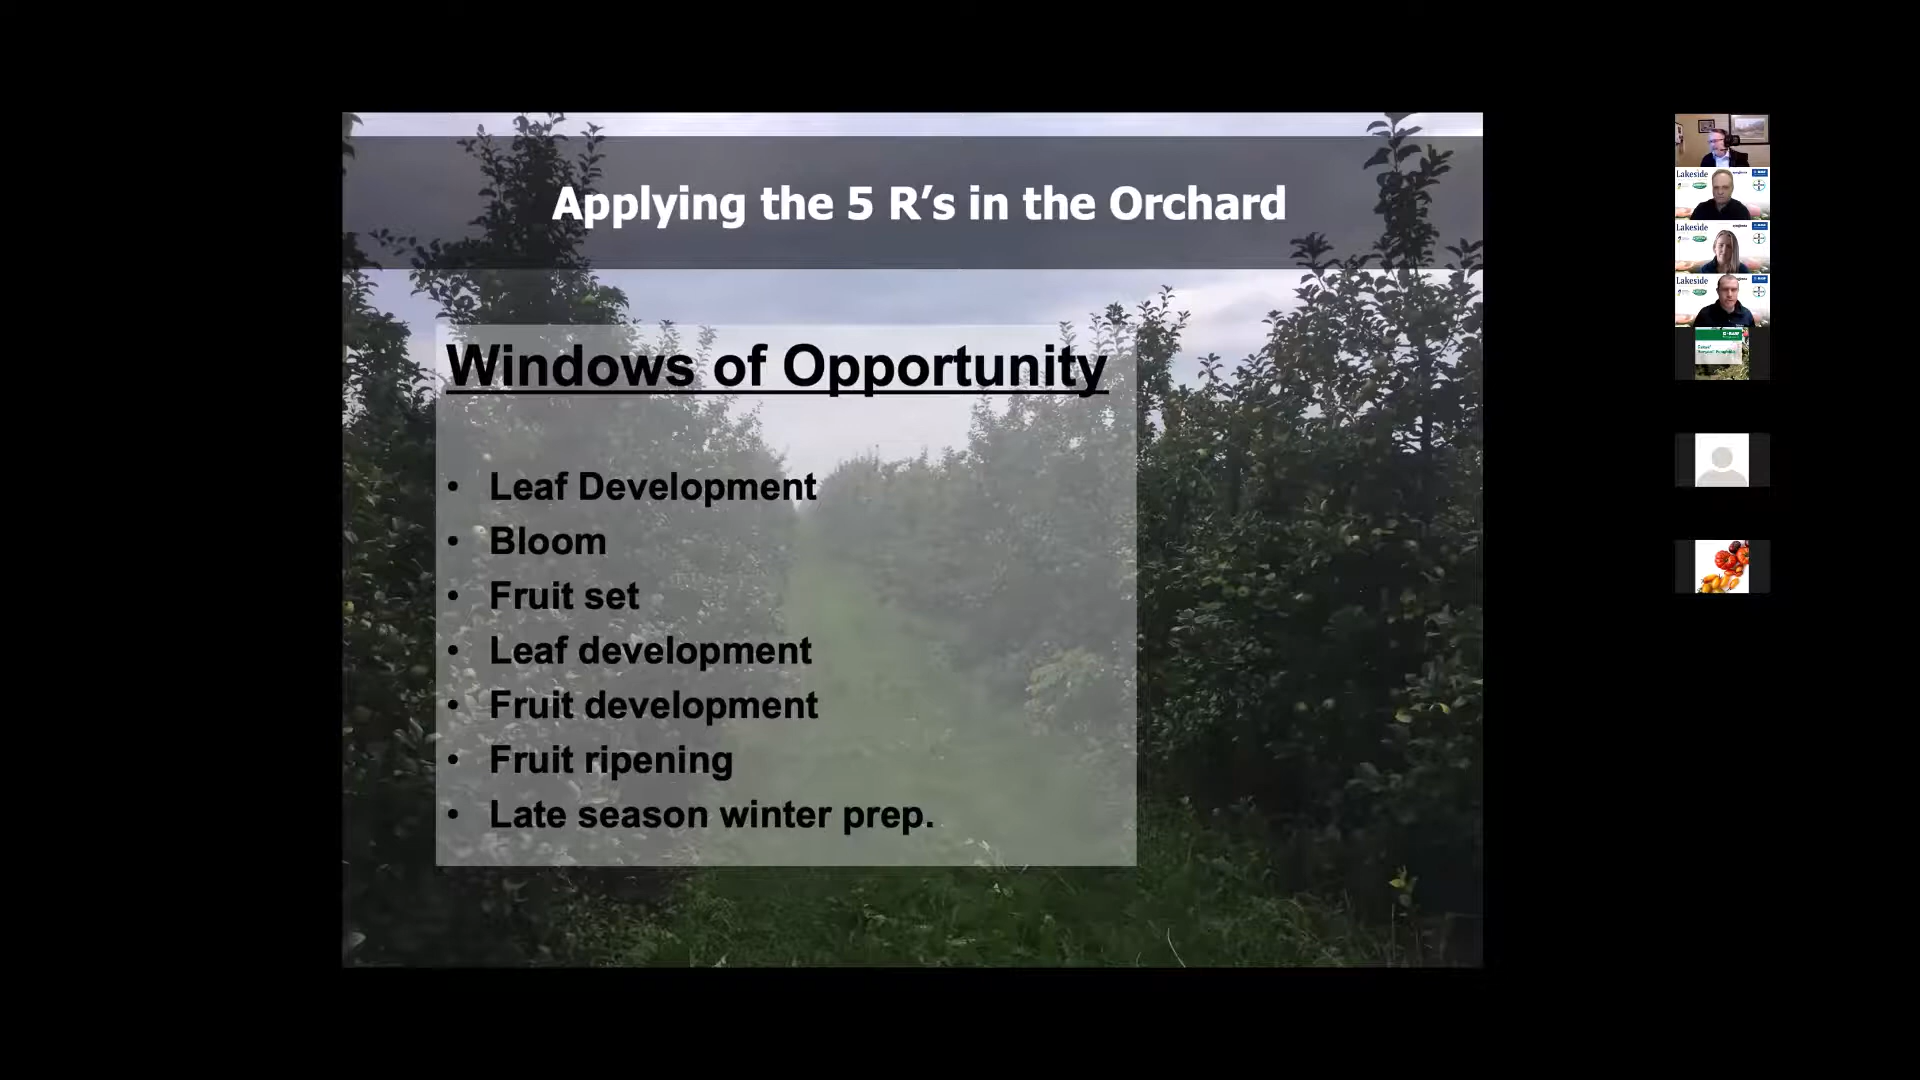 Applying the 5 R’s in the Orchard
Windows of Opportunity
• Leaf Development
• Bloom
• Fruit set
• Leaf development
• Fruit development
• Fruit ripening
• Late season winter prep.
Lakeside
Lakeside
Lakeside